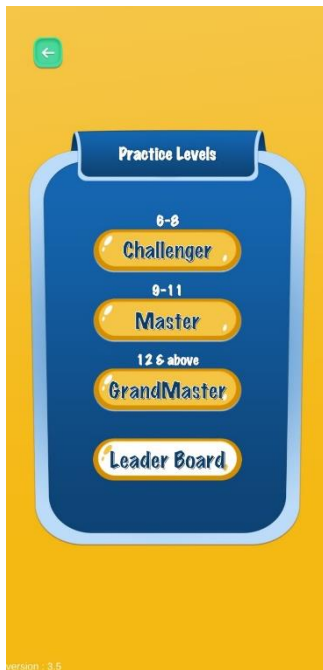 Practice Levels
6-8
Challenger
9-11
Master
12 & above
GrandMaster
Leader Board
version : 3.5